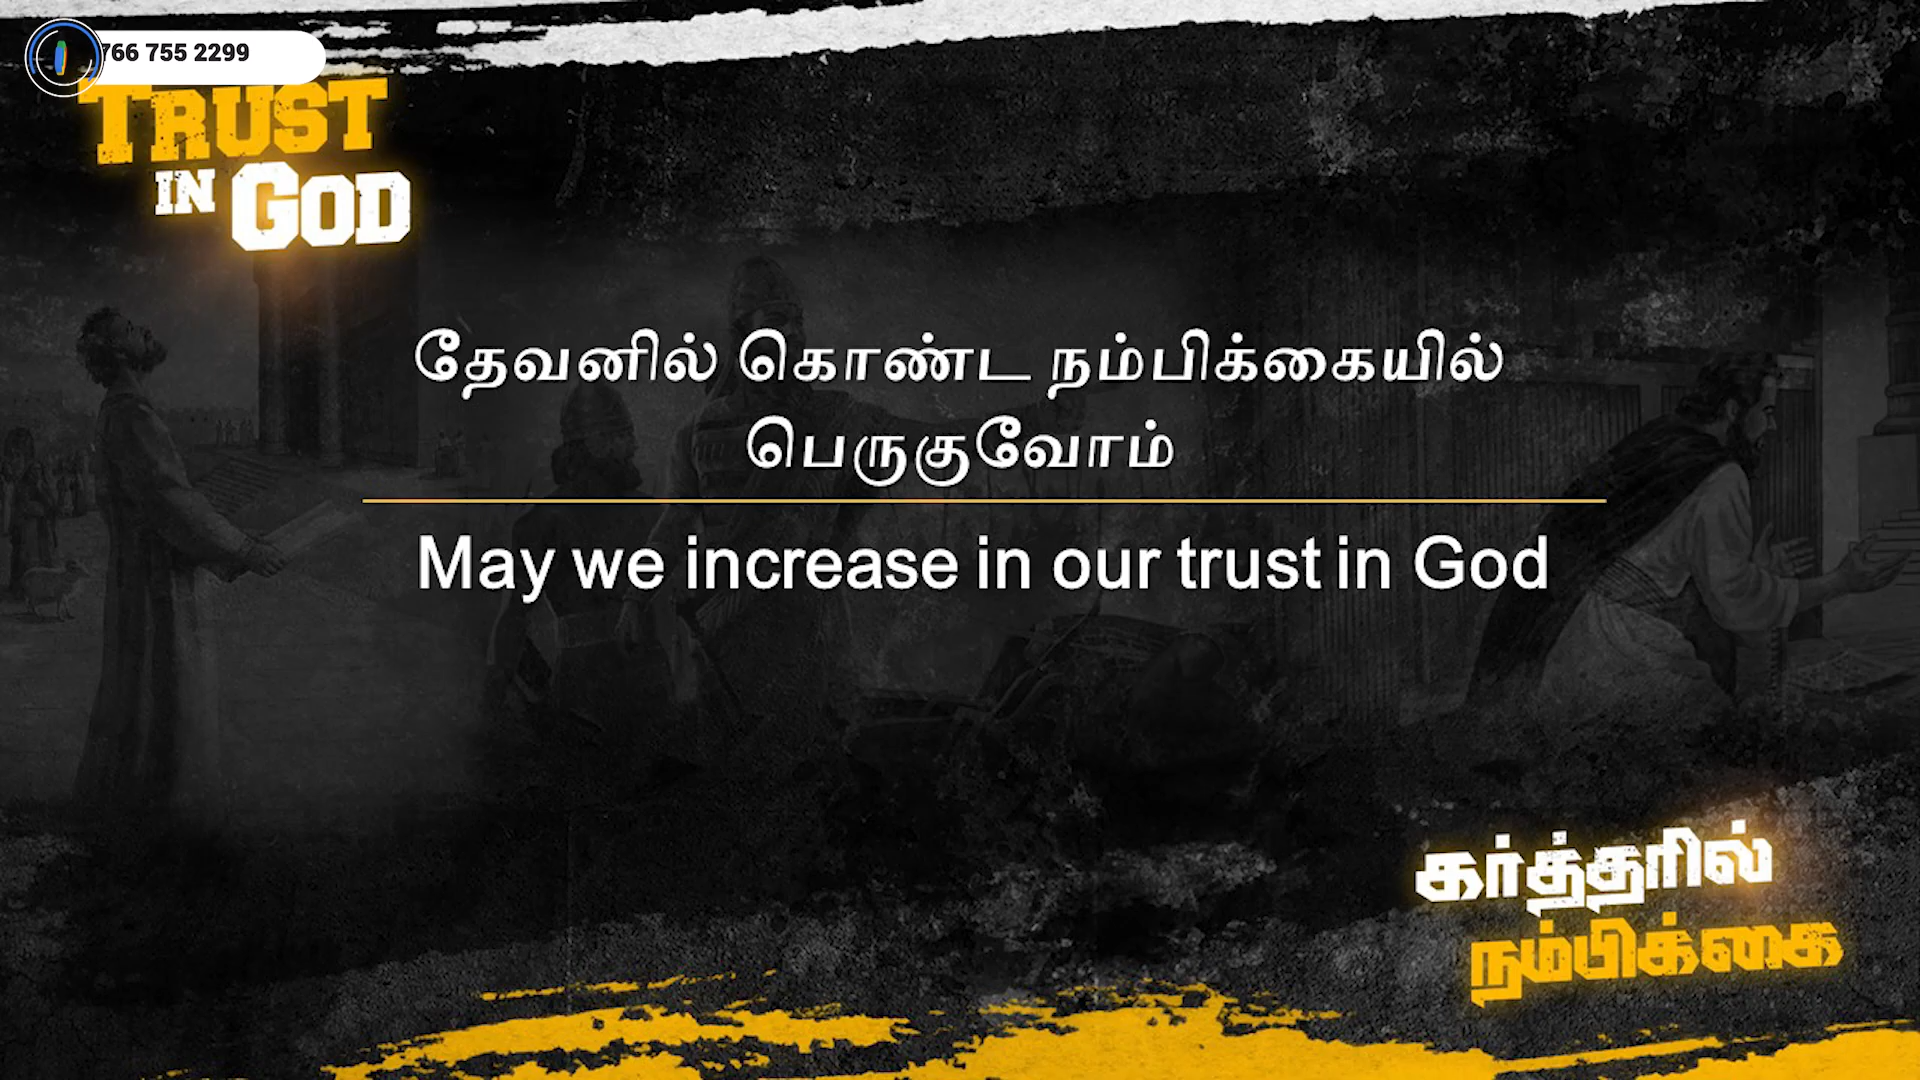 766 755 2299
TRUST
IN GOD
தேவனில் கொண்ட நம்பிக்கையில்
பெருகுவோம்
May we increase in our trust in God
கர்த்தரில்
நம்பிக்கை